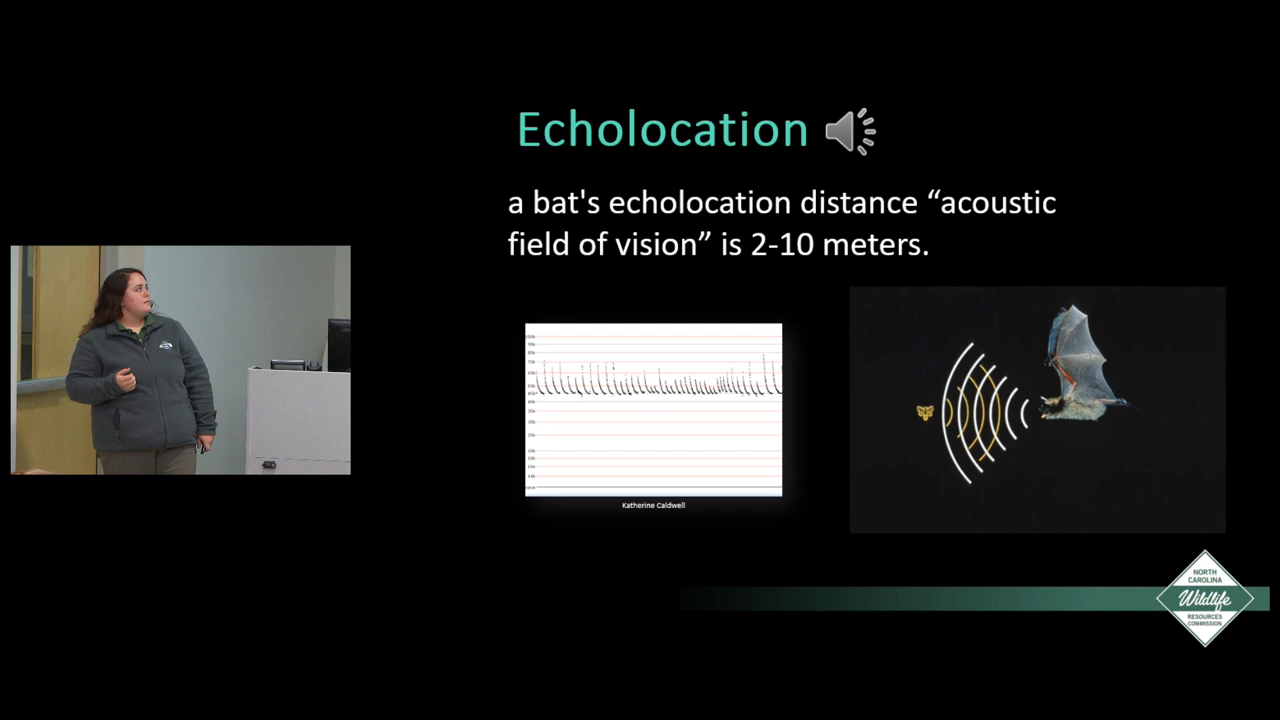 Echolocation
a bat's echolocation distance “acoustic
field of vision” is 2-10 meters.
Katherine Caldwell
NORTH
CAROLINA
Wildlife
RESOURCES
COMMISSION